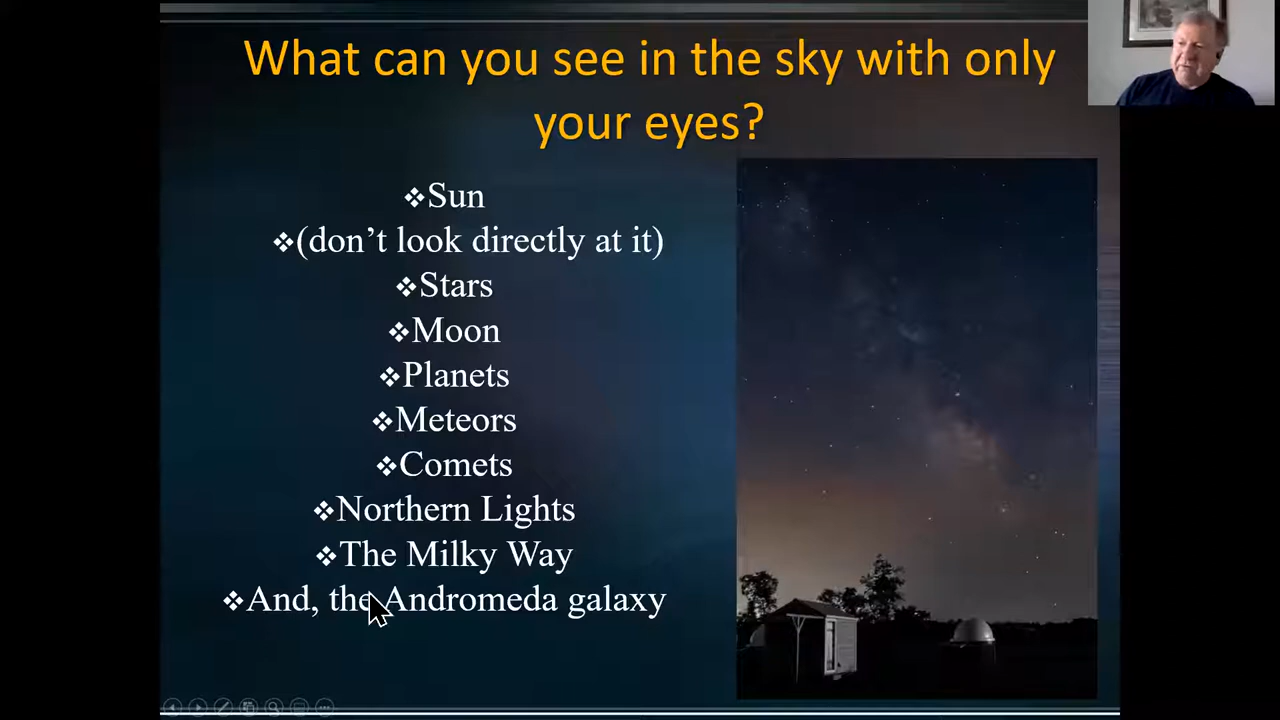 What can you see in the sky with only
your eyes?
❖Sun
❖(don’t look directly at it)
❖Stars
❖Moon
❖Planets
❖Meteors
❖Comets
❖Northern Lights
❖The Milky Way
❖And, the Andromeda galaxy